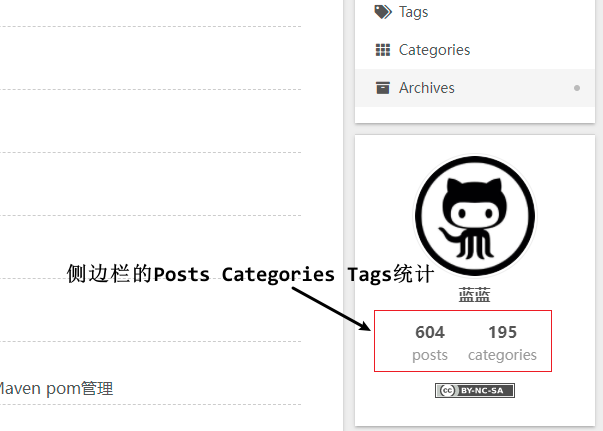 Tags
Categories
Archives
侧边栏的Posts Categories Tags统计
蓝蓝
604 195
posts categories
Maven pom管理
cc BY-NC-SA